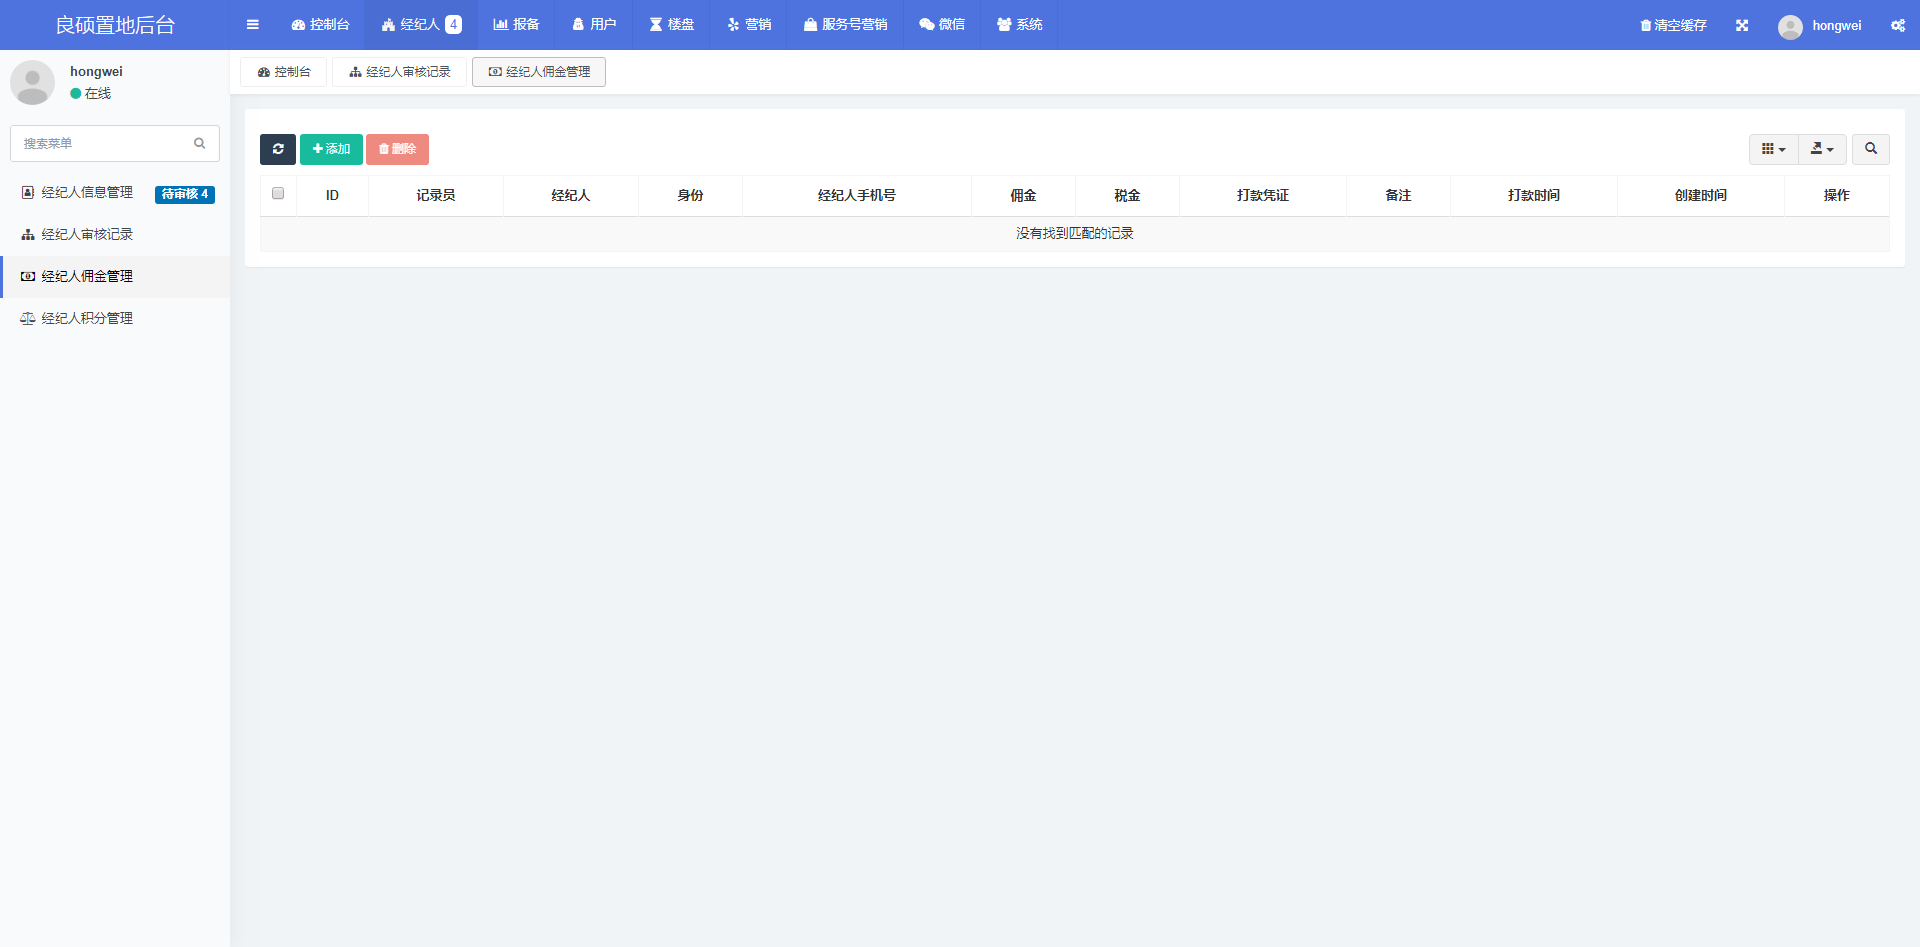 良硕置地后台
控制台
经纪人 4
报备
用户
楼盘
营销
服务号营销
微信
系统
清空缓存
hongwei
hongwei
在线
搜索菜单
经纪人信息管理 待审核 4
经纪人审核记录
经纪人佣金管理
经纪人积分管理
控制台
经纪人审核记录
经纪人佣金管理
添加
删除
ID 记录员 经纪人 身份 经纪人手机号 佣金 税金 打款凭证 备注 打款时间 创建时间 操作
没有找到匹配的记录